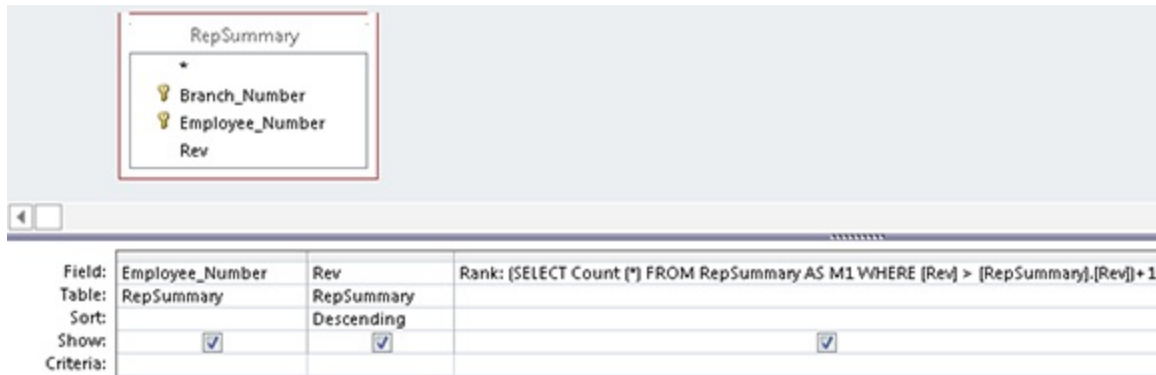 RepSummary
*
Branch_Number
Employee_Number
Rev
Field: Employee_Number Rev Rank: (SELECT Count (*) FROM RepSummary AS M1 WHERE [Rev] > [RepSummary].[Rev])+1
Table: RepSummary RepSummary
Sort: Descending
Show:
Criteria: